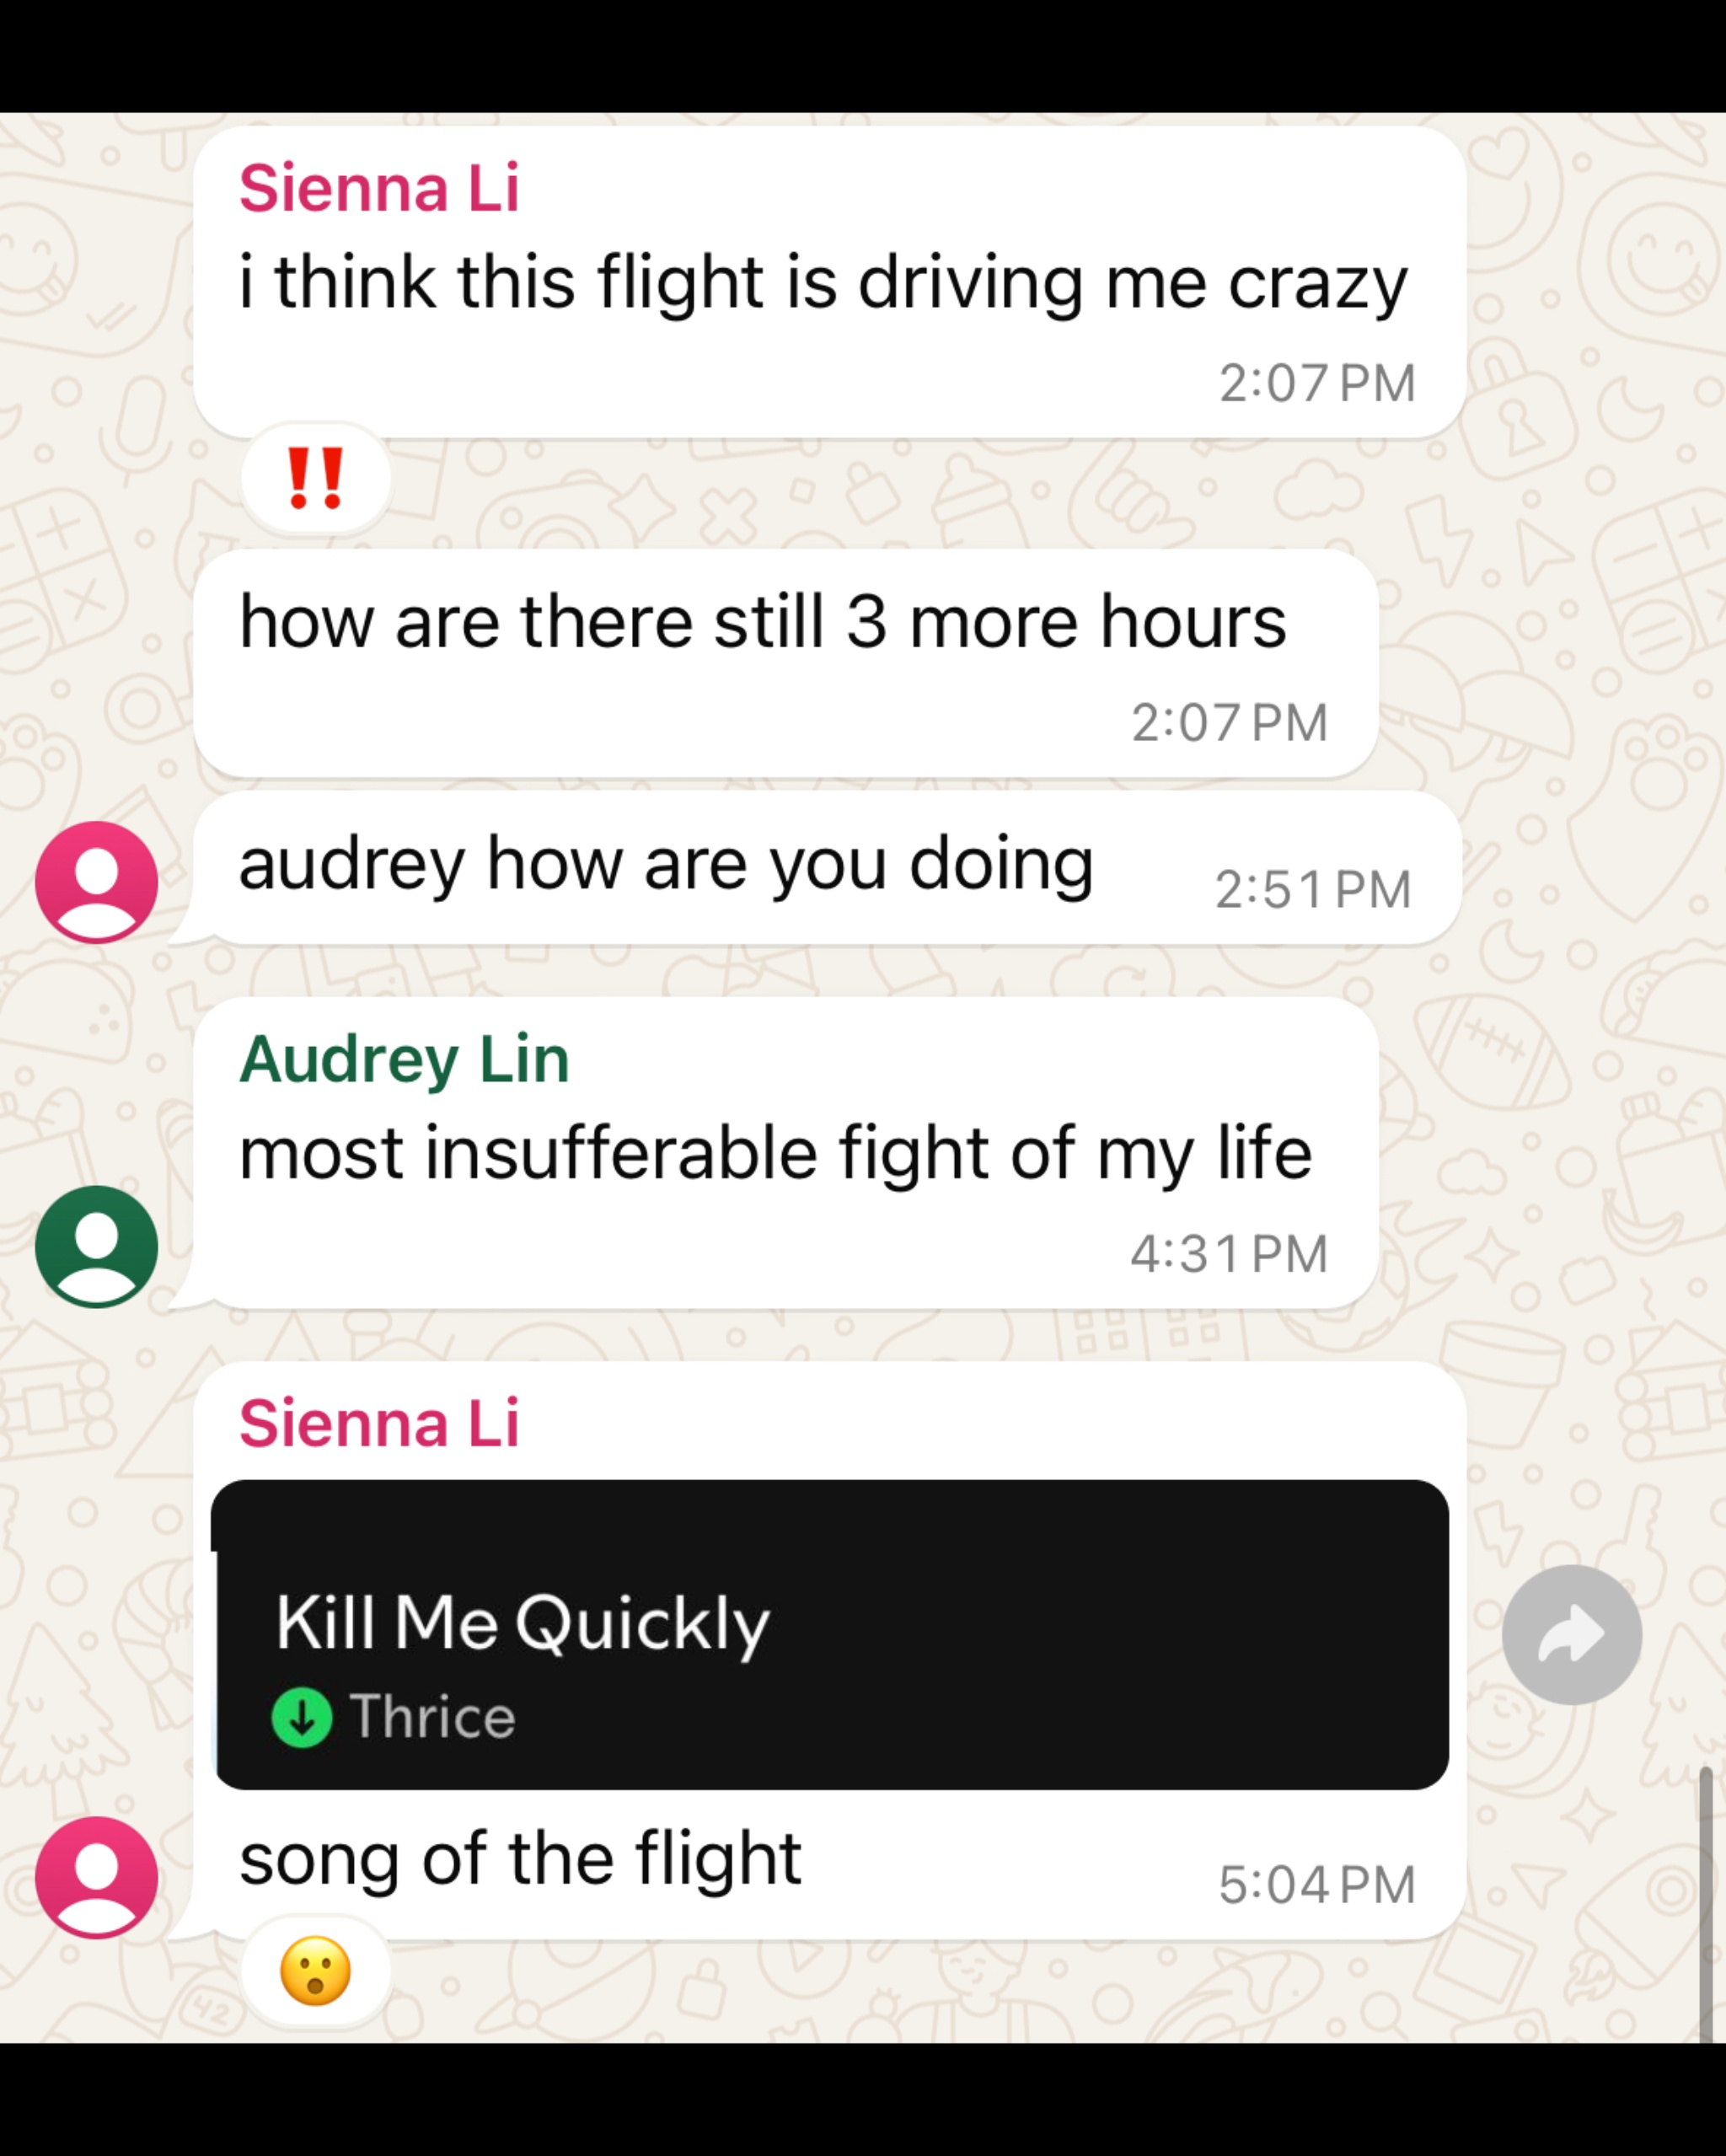 Sienna Li
i think this flight is driving me crazy
2:07 PM
‼️
how are there still 3 more hours
2:07 PM
audrey how are you doing 2:51 PM
Audrey Lin
most insufferable fight of my life
4:31 PM
Sienna Li
Kill Me Quickly
Thrice
song of the flight 5:04 PM
😮